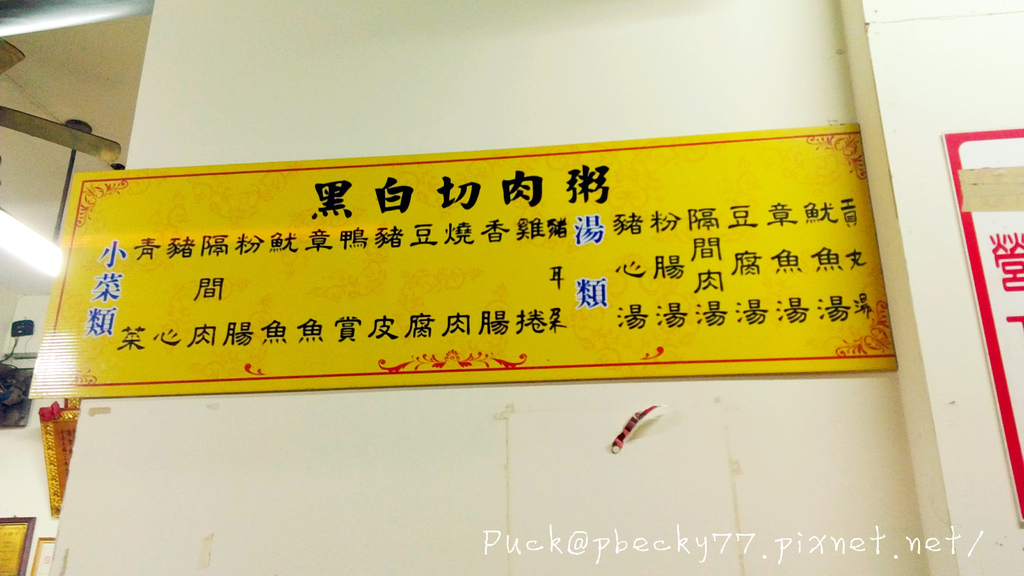 黑白切肉粥
小菜類
青菜
豬心
隔間肉
粉腸
魷魚
章魚
鴨賞
豬皮
豆腐
燒肉
香腸
雞捲
豬耳朵
湯類
豬心湯
粉腸湯
隔間肉湯
豆腐湯
章魚湯
魷魚湯
貢丸湯
營
Puck@pbecky77.pixnet.net/